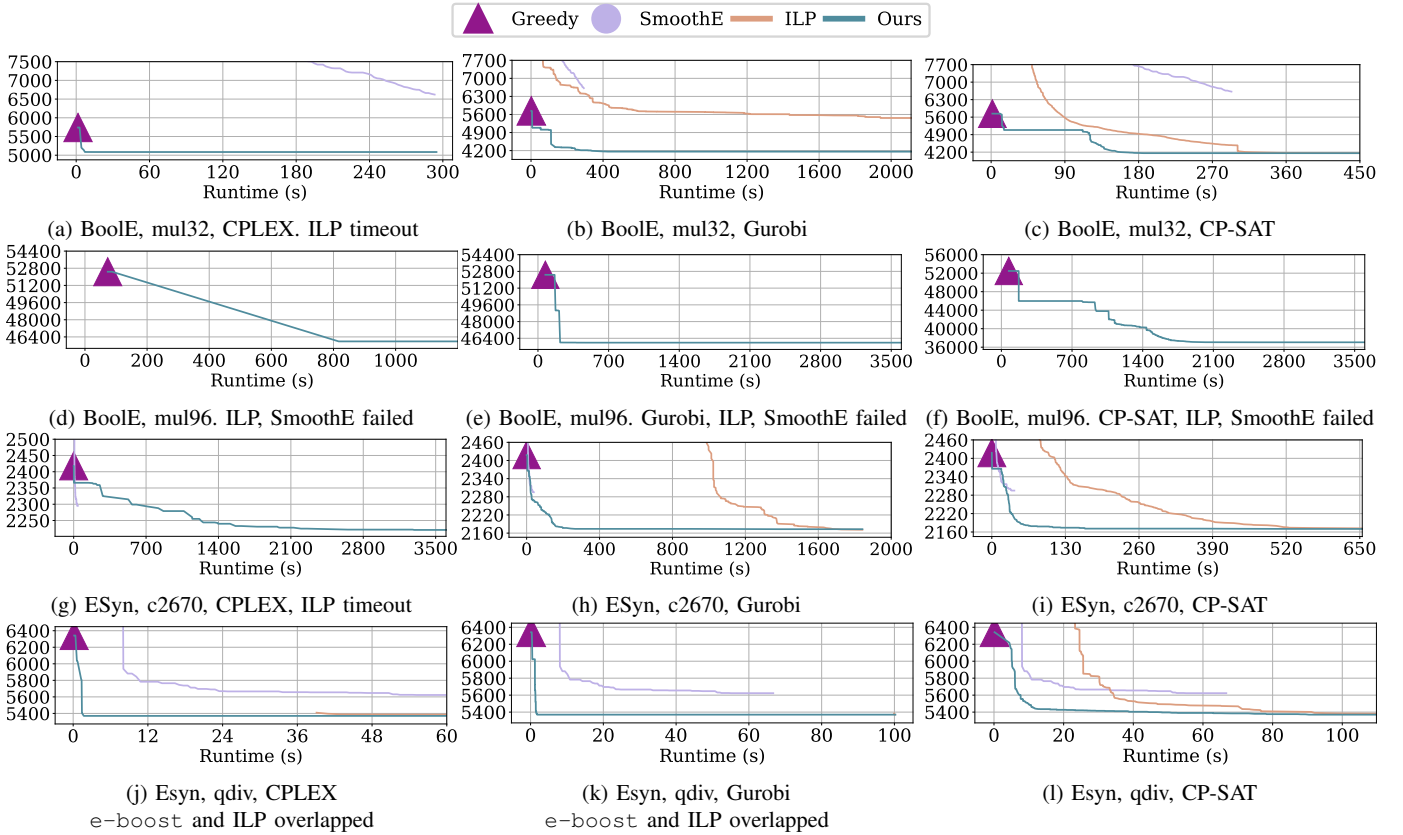 Greedy SmoothE ILP Ours
7500
7000
6500
6000
5500
5000
0 60 120 180 240 300
Runtime (s)
(a) BoolE, mul32, CPLEX. ILP timeout
7700
7000
6300
5600
4900
4200
0 400 800 1200 1600 2000
Runtime (s)
(b) BoolE, mul32, Gurobi
7700
7000
6300
5600
4900
4200
0 90 180 270 360 450
Runtime (s)
(c) BoolE, mul32, CP-SAT
54400
52800
51200
49600
48000
46400
0 200 400 600 800 1000
Runtime (s)
(d) BoolE, mul96. ILP, SmoothE failed
54400
52800
51200
49600
48000
46400
0 700 1400 2100 2800 3500
Runtime (s)
(e) BoolE, mul96. Gurobi, ILP, SmoothE failed
56000
52000
48000
44000
40000
36000
0 700 1400 2100 2800 3500
Runtime (s)
(f) BoolE, mul96. CP-SAT, ILP, SmoothE failed
2500
2450
2400
2350
2300
2250
0 700 1400 2100 2800 3500
Runtime (s)
(g) ESyn, c2670, CPLEX, ILP timeout
2460
2400
2340
2280
2220
2160
0 400 800 1200 1600 2000
Runtime (s)
(h) ESyn, c2670, Gurobi
2460
2400
2340
2280
2220
2160
0 130 260 390 520 650
Runtime (s)
(i) ESyn, c2670, CP-SAT
6400
6200
6000
5800
5600
5400
0 12 24 36 48 60
Runtime (s)
(j) Esyn, qdiv, CPLEX
e-boost and ILP overlapped
6400
6200
6000
5800
5600
5400
0 20 40 60 80 100
Runtime (s)
(k) Esyn, qdiv, Gurobi
e-boost and ILP overlapped
6400
6200
6000
5800
5600
5400
0 20 40 60 80 100
Runtime (s)
(l) Esyn, qdiv, CP-SAT